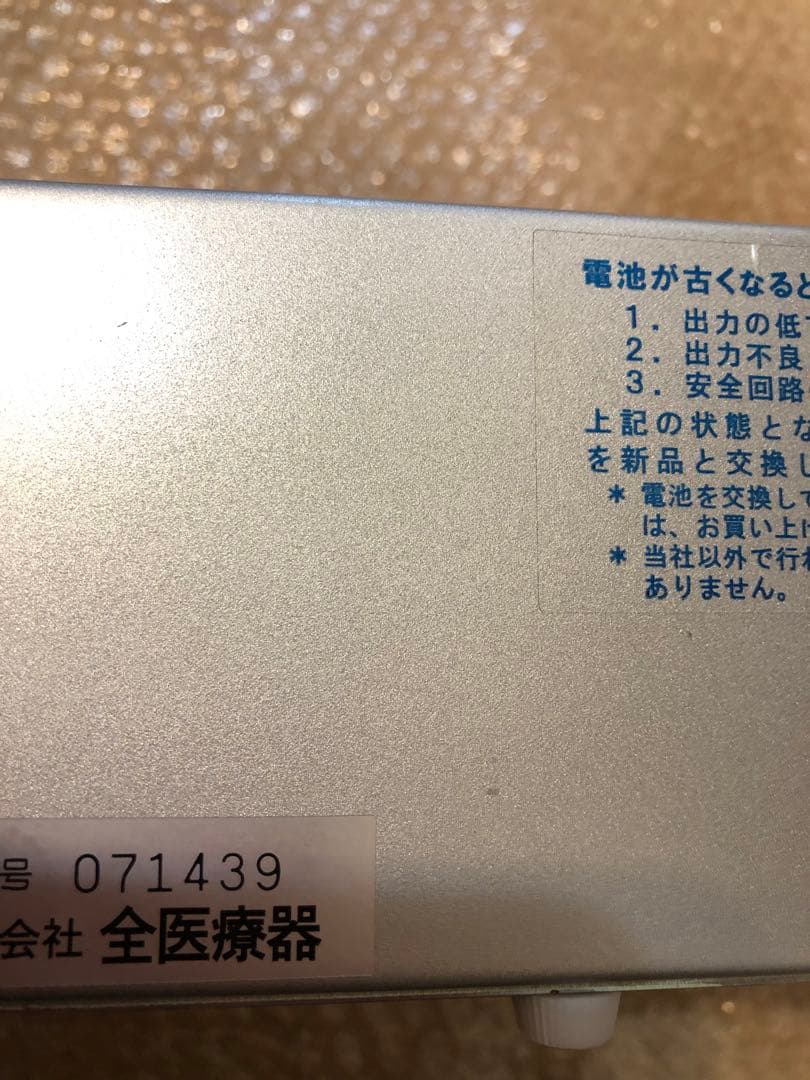 電池が古くなると
1. 出力の低下
2. 出力不良
3. 安全回路
上記の状態とな
を新品と交換し
* 電池を交換して
は、お買い上げ
* 当社以外で行わ
ありません。
号 071439
会社 全医療器